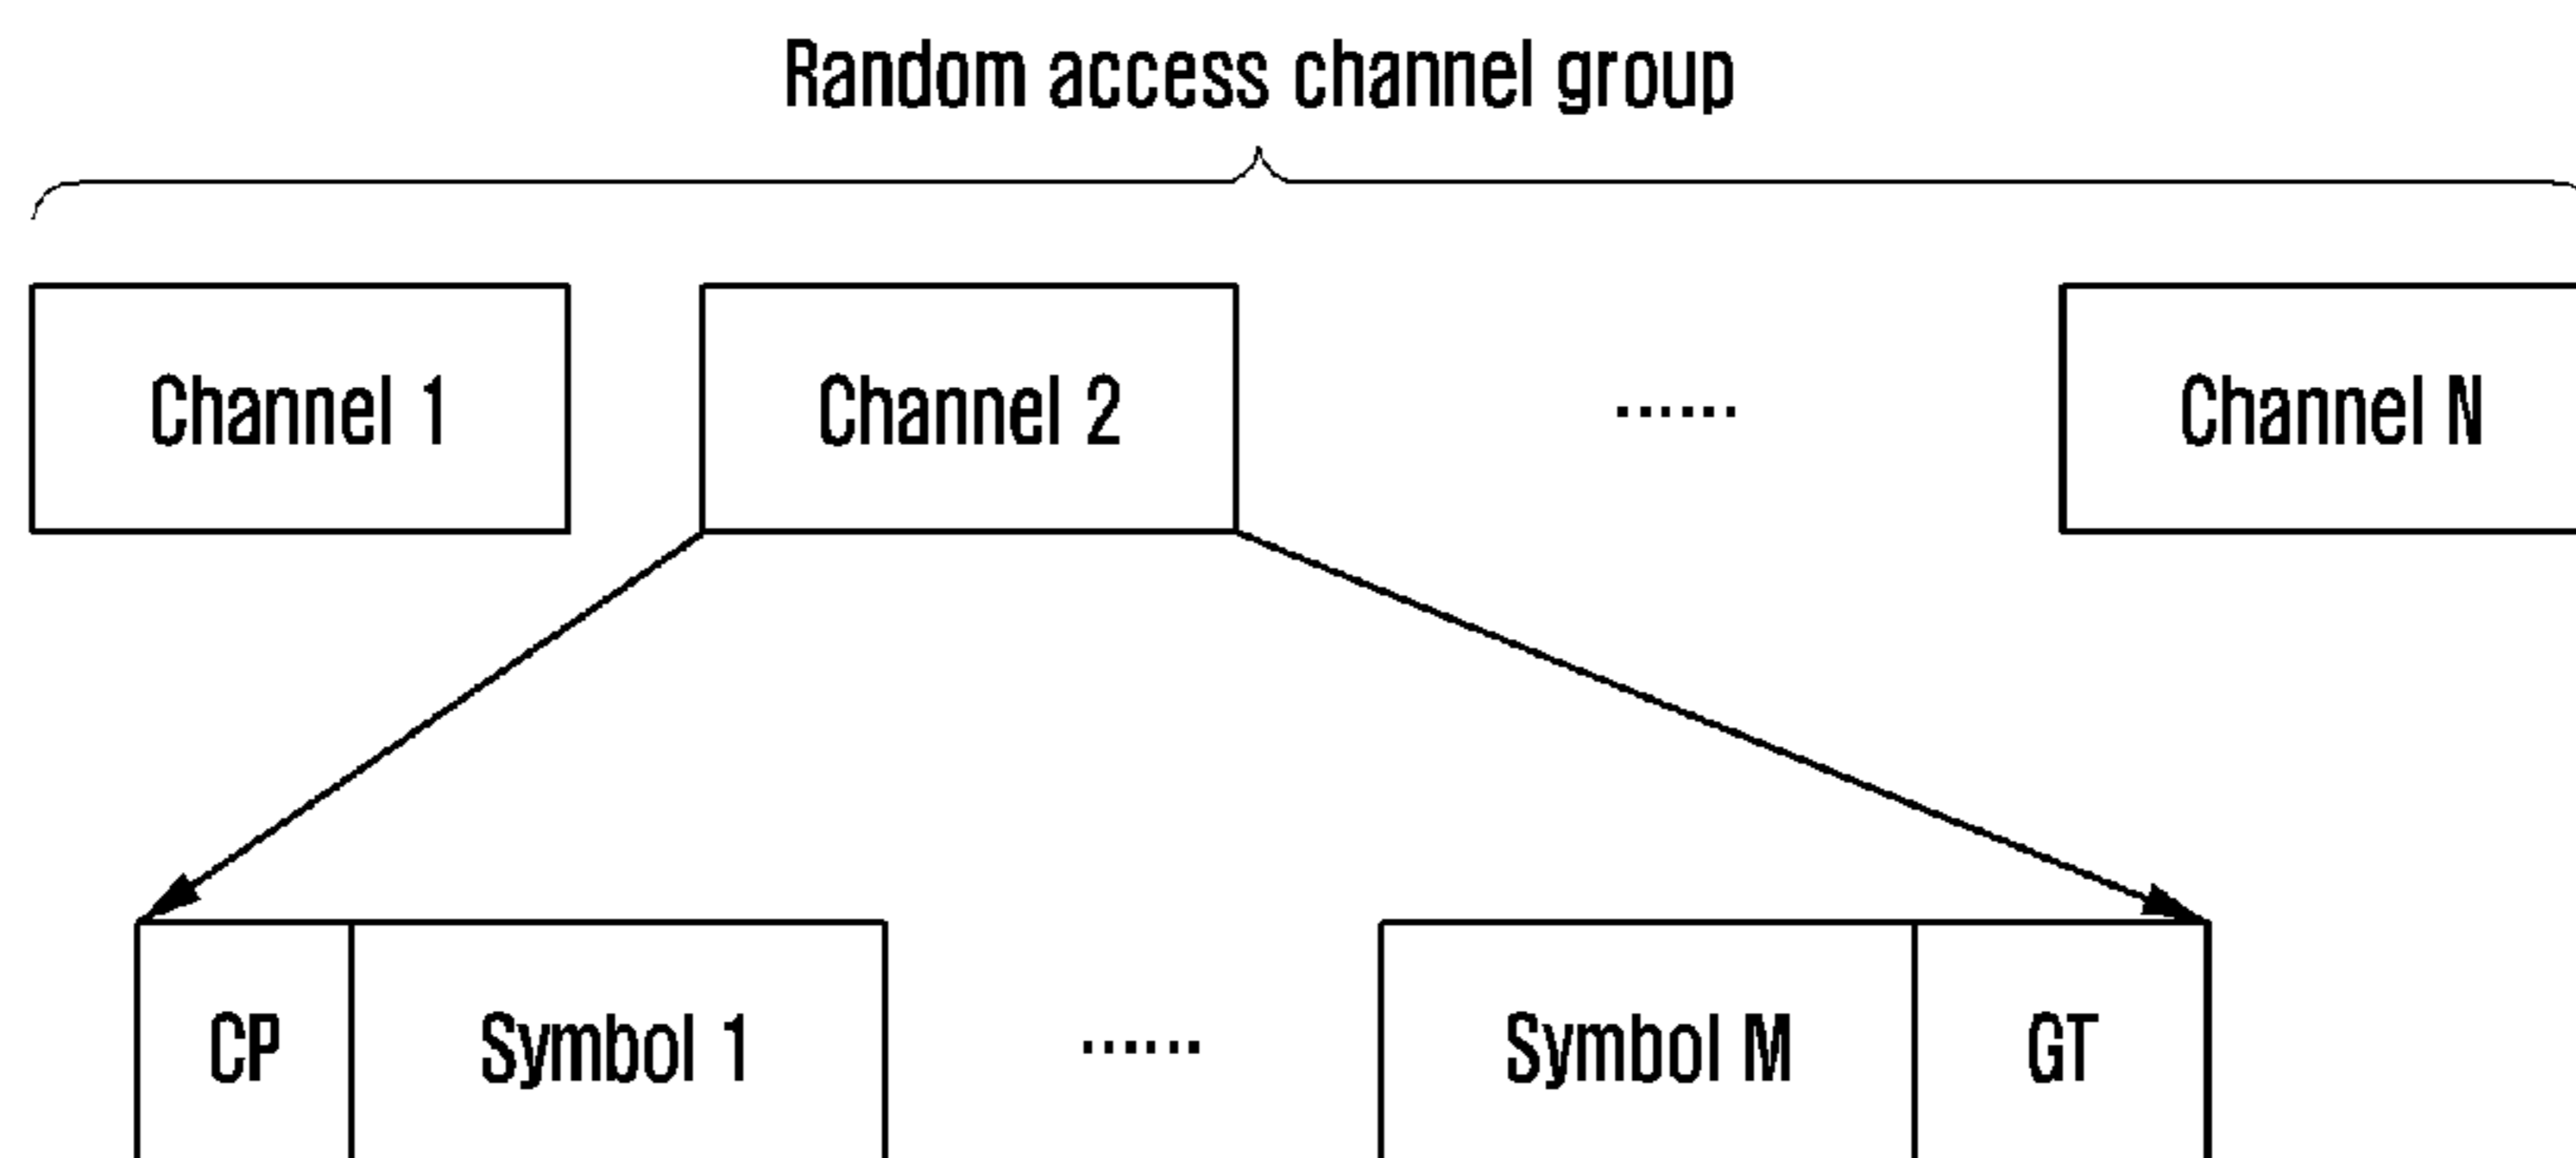 Random access channel group
Channel 1 Channel 2 ...... Channel N
CP Symbol 1 ...... Symbol M GT